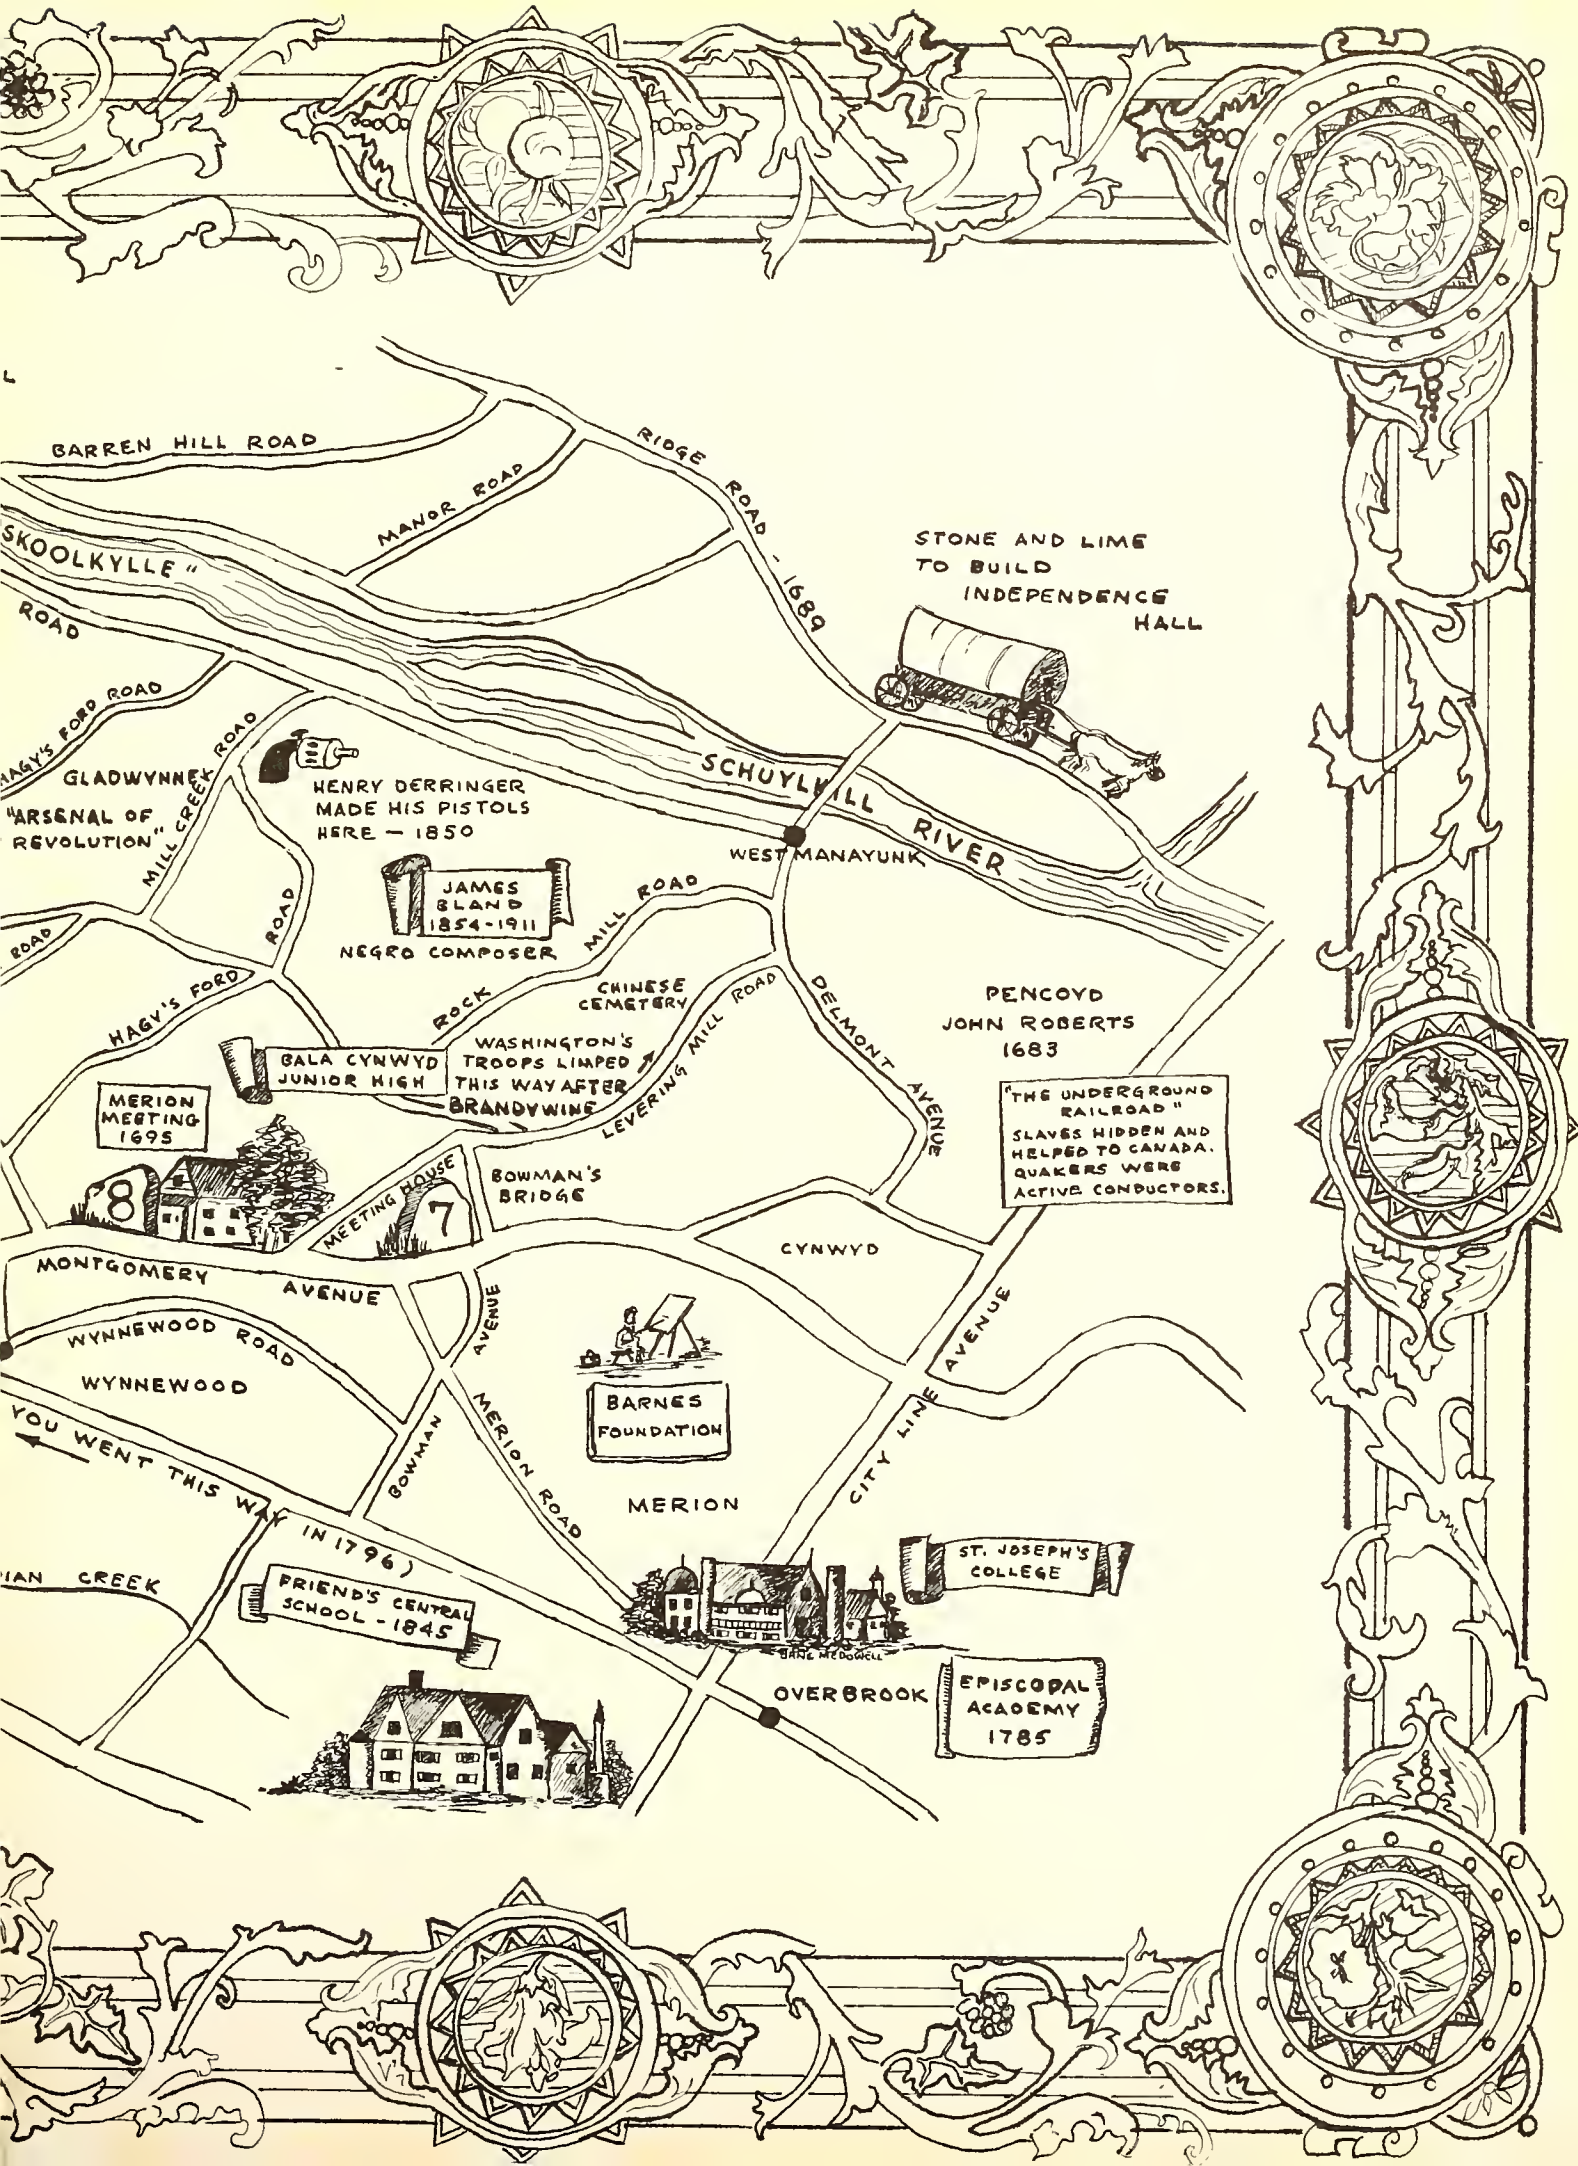 L
BARREN HILL ROAD
MANOR ROAD
RIDGE ROAD - 1689
"SKOOLKYLLE"
ROAD
STONE AND LIME
TO BUILD
INDEPENDENCE
HALL
HAGY'S FORD ROAD
GLADWYNNE
"ARSENAL OF
REVOLUTION"
MILL CREEK ROAD
HENRY DERRINGER
MADE HIS PISTOLS
HERE - 1850
SCHUYLKILL RIVER
WEST MANAYUNK
JAMES
BLAND
1854-1911
NEGRO COMPOSER
ROAD
ROAD
HAGY'S FORD
ROCK MILL ROAD
CHINESE
CEMETERY
WASHINGTON'S
TROOPS LIMPED
THIS WAY AFTER
BRANDYWINE
LEVERING MILL ROAD
DELMONT AVENUE
PENCOYD
JOHN ROBERTS
1683
BALA CYNWYD
JUNIOR HIGH
MERION
MEETING
1695
8
"THE UNDERGROUND
RAILROAD"
SLAVES HIDDEN AND
HELPED TO CANADA.
QUAKERS WERE
ACTIVE CONDUCTORS.
MEETING HOUSE
7
BOWMAN'S
BRIDGE
CYNWYD
MONTGOMERY AVENUE
AVENUE
WYNNEWOOD ROAD
WYNNEWOOD
BARNES
FOUNDATION
CITY LINE AVENUE
YOU WENT THIS WAY
IN 1796)
BOWMAN
MERION ROAD
MERION
IAN CREEK
FRIEND'S CENTRAL
SCHOOL - 1845
ST. JOSEPH'S
COLLEGE
JANE MCDOWELL
OVERBROOK
EPISCOPAL
ACADEMY
1785